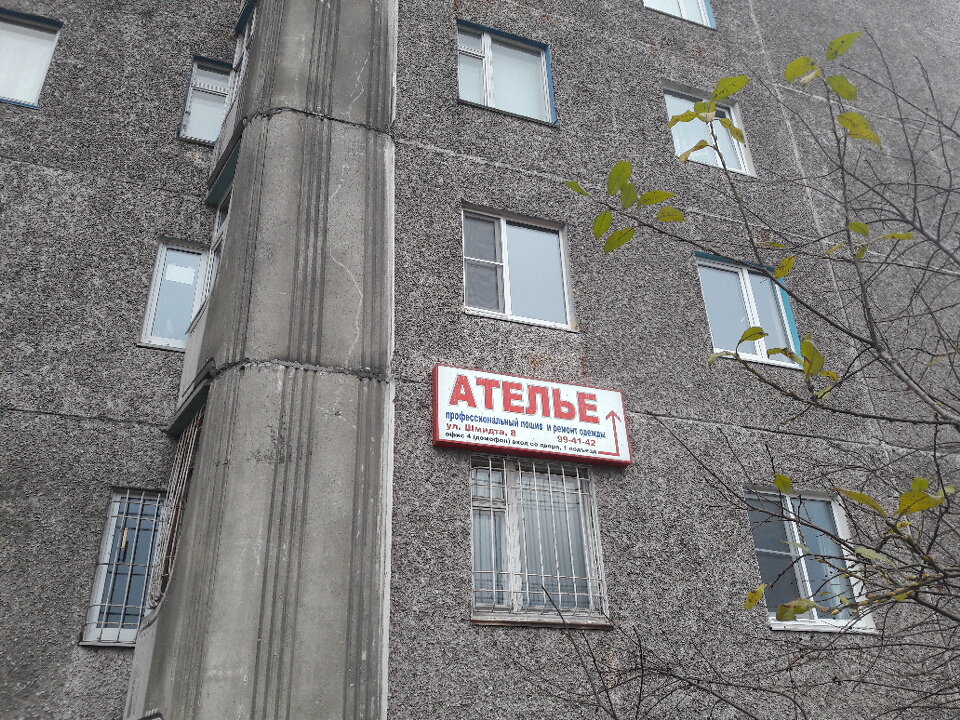 АТЕЛЬЕ
профессиональный пошив и ремонт одежды
ул. Шмидта, 8 99-41-42
офис 4 (домофон) вход со двора, 1 подъезд